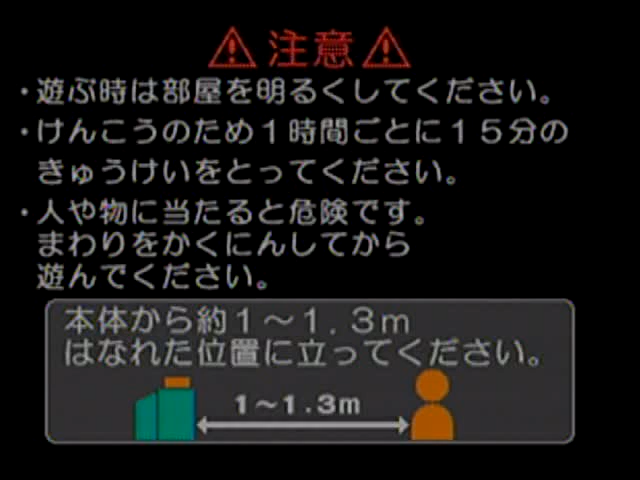 注意
・遊ぶ時は部屋を明るくしてください。
・けんこうのため１時間ごとに１５分の
きゅうけいをとってください。
・人や物に当たると危険です。
まわりをかくにんしてから
遊んでください。
本体から約１～１.３ｍ
はなれた位置に立ってください。
1～1.3m